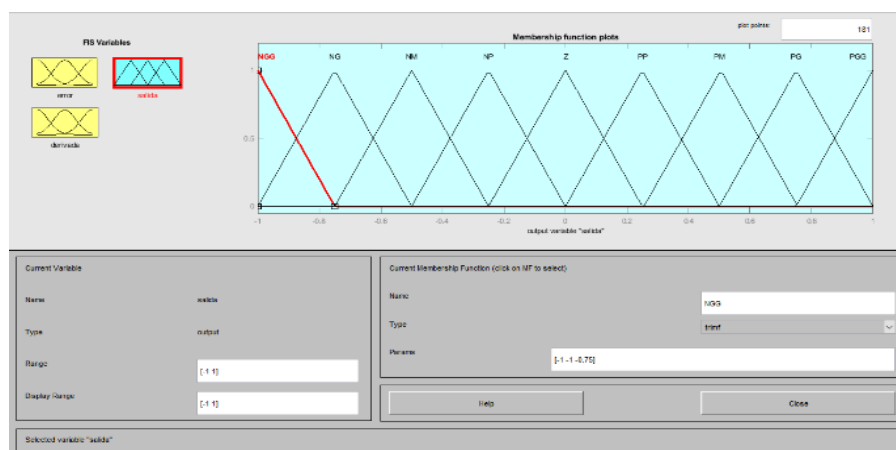 plot points:
181
FIS Variables
Membership function plots
error
salida
derivada
NGG NG NM NP Z PP PM PG PGG
1
0.5
0
-1 -0.8 -0.6 -0.4 -0.2 0 0.2 0.4 0.6 0.8 1
output variable "salida"
Current Variable
Name salida
Type output
Range [-1 1]
Display Range [-1 1]
Current Membership Function (click on MF to select)
Name NGG
Type trimf
Params [-1 -1 -0.75]
Help Close
Selected variable "salida"